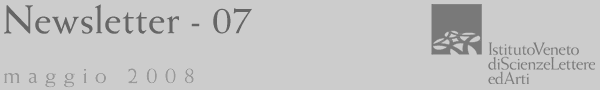 Newsletter - 07
maggio 2008
IstitutoVeneto
diScienzeLettere
edArti